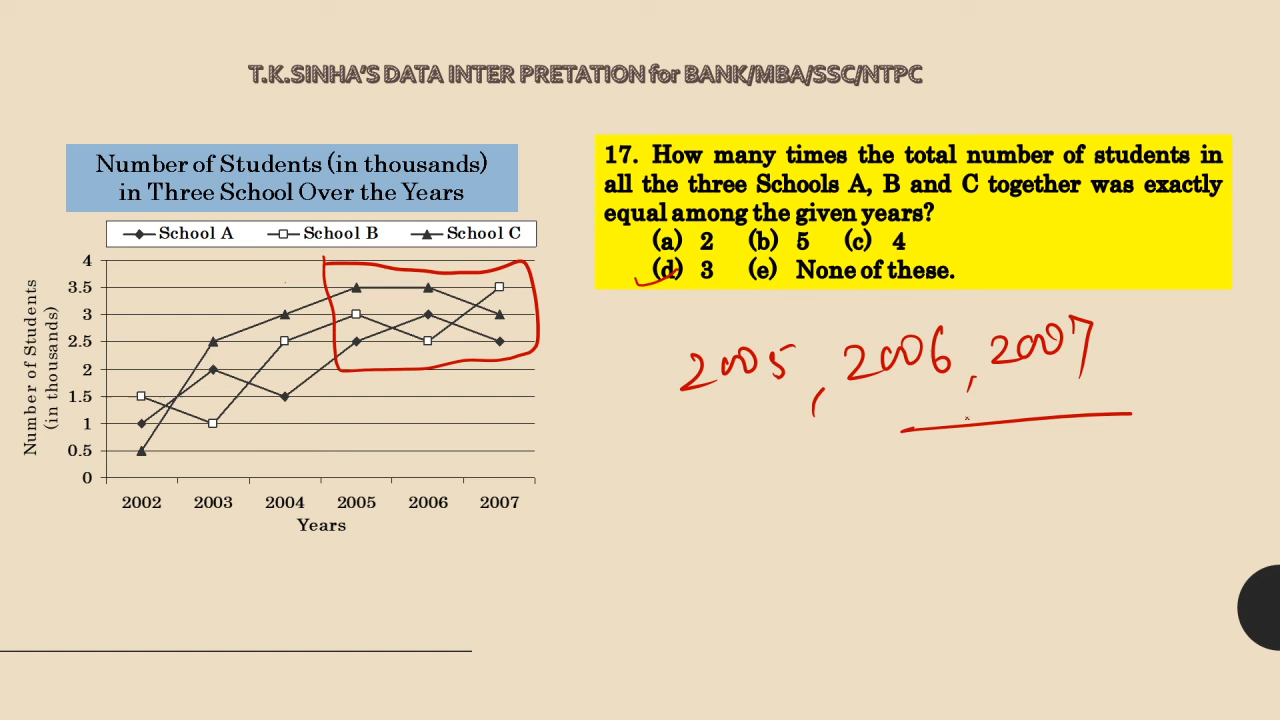 T.K.SINHA'S DATA INTER PRETATION for BANK/MBA/SSC/NTPC
Number of Students (in thousands)
in Three School Over the Years
School A School B School C
Number of Students
(in thousands)
4
3.5
3
2.5
2
1.5
1
0.5
0
2002 2003 2004 2005 2006 2007
Years
17. How many times the total number of students in
all the three Schools A, B and C together was exactly
equal among the given years?
(a) 2 (b) 5 (c) 4
(d) 3 (e) None of these.
2005, 2006, 2007